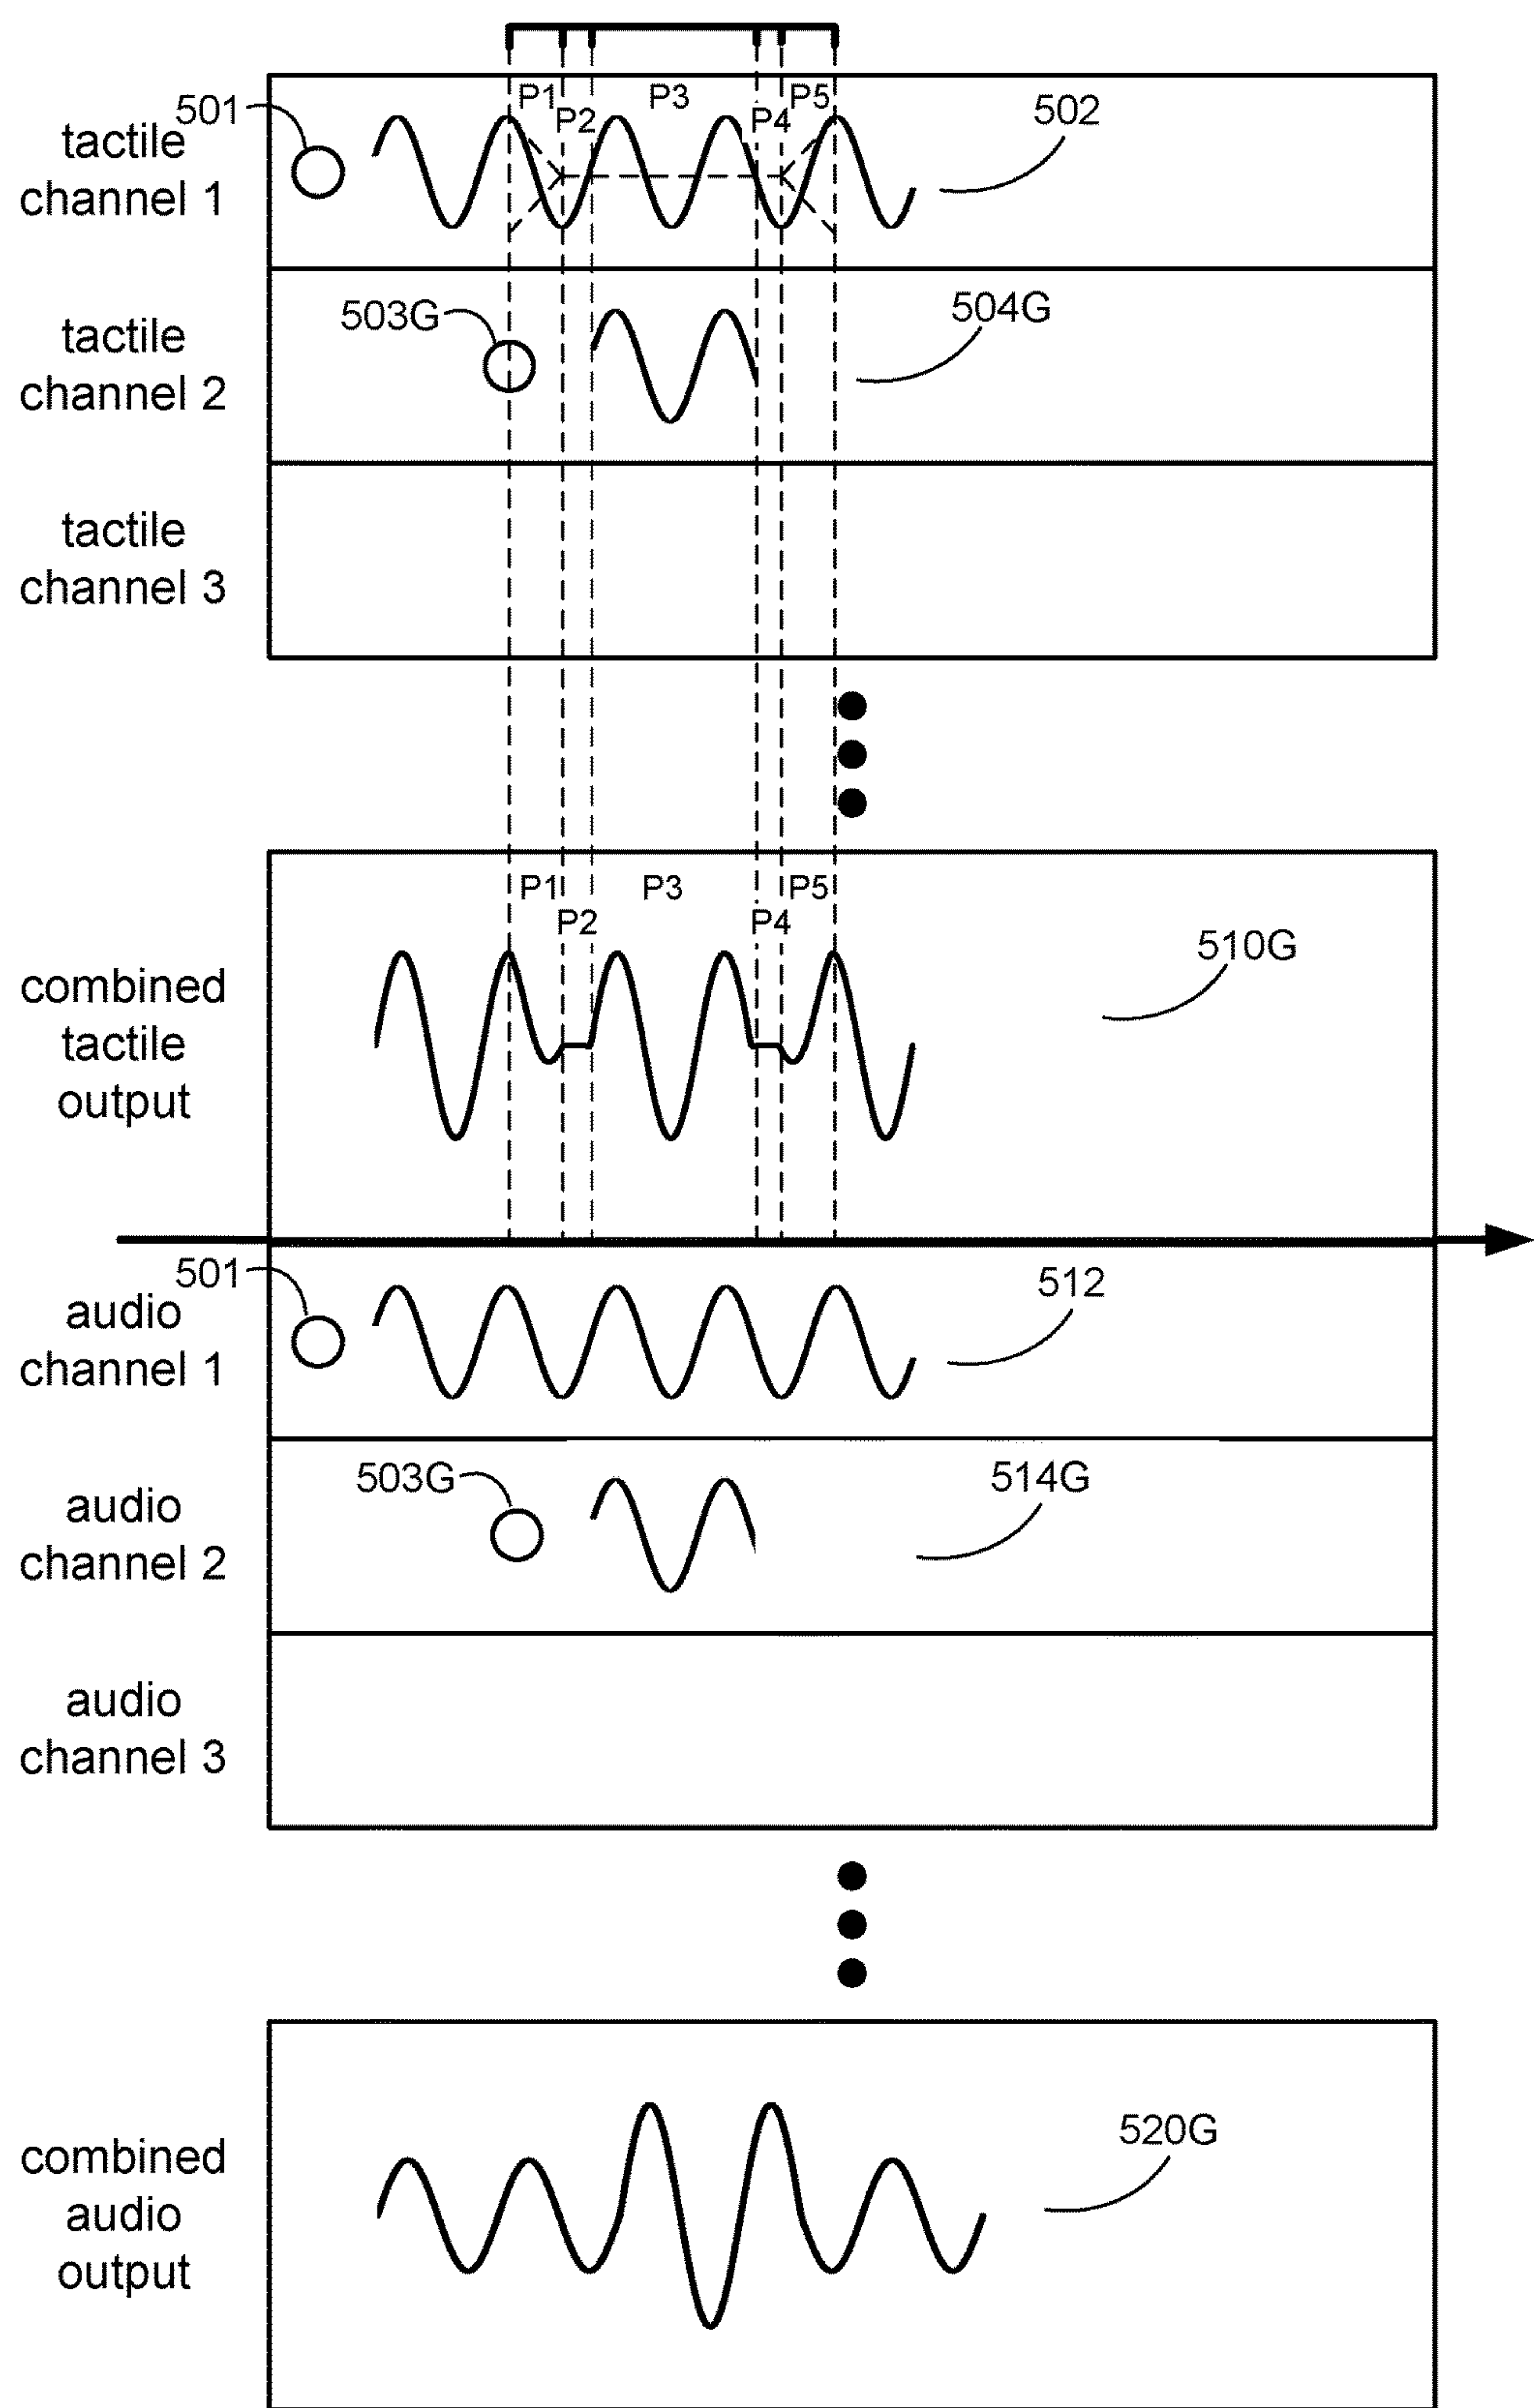 P1 P3 P5
501 P2 P4 502
tactile
channel 1
503G 504G
tactile
channel 2
tactile
channel 3
P1 P3 P5
P2 P4
510G
combined
tactile
output
501 512
audio
channel 1
503G 514G
audio
channel 2
audio
channel 3
520G
combined
audio
output